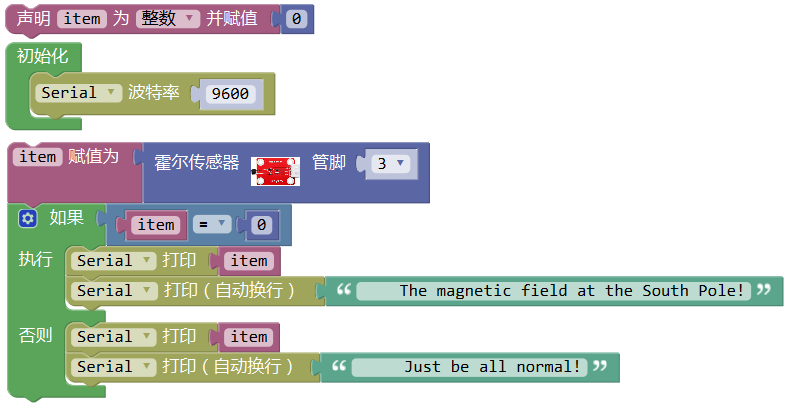 声明 item 为 整数 并赋值 0
初始化
Serial 波特率 9600
item 赋值为 霍尔传感器 管脚 3
如果 item = 0
执行 Serial 打印 item
Serial 打印（自动换行） “ The magnetic field at the South Pole! ”
否则 Serial 打印 item
Serial 打印（自动换行） “ Just be all normal! ”